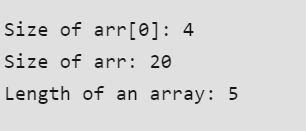 Size of arr[0]: 4
Size of arr: 20
Length of an array: 5